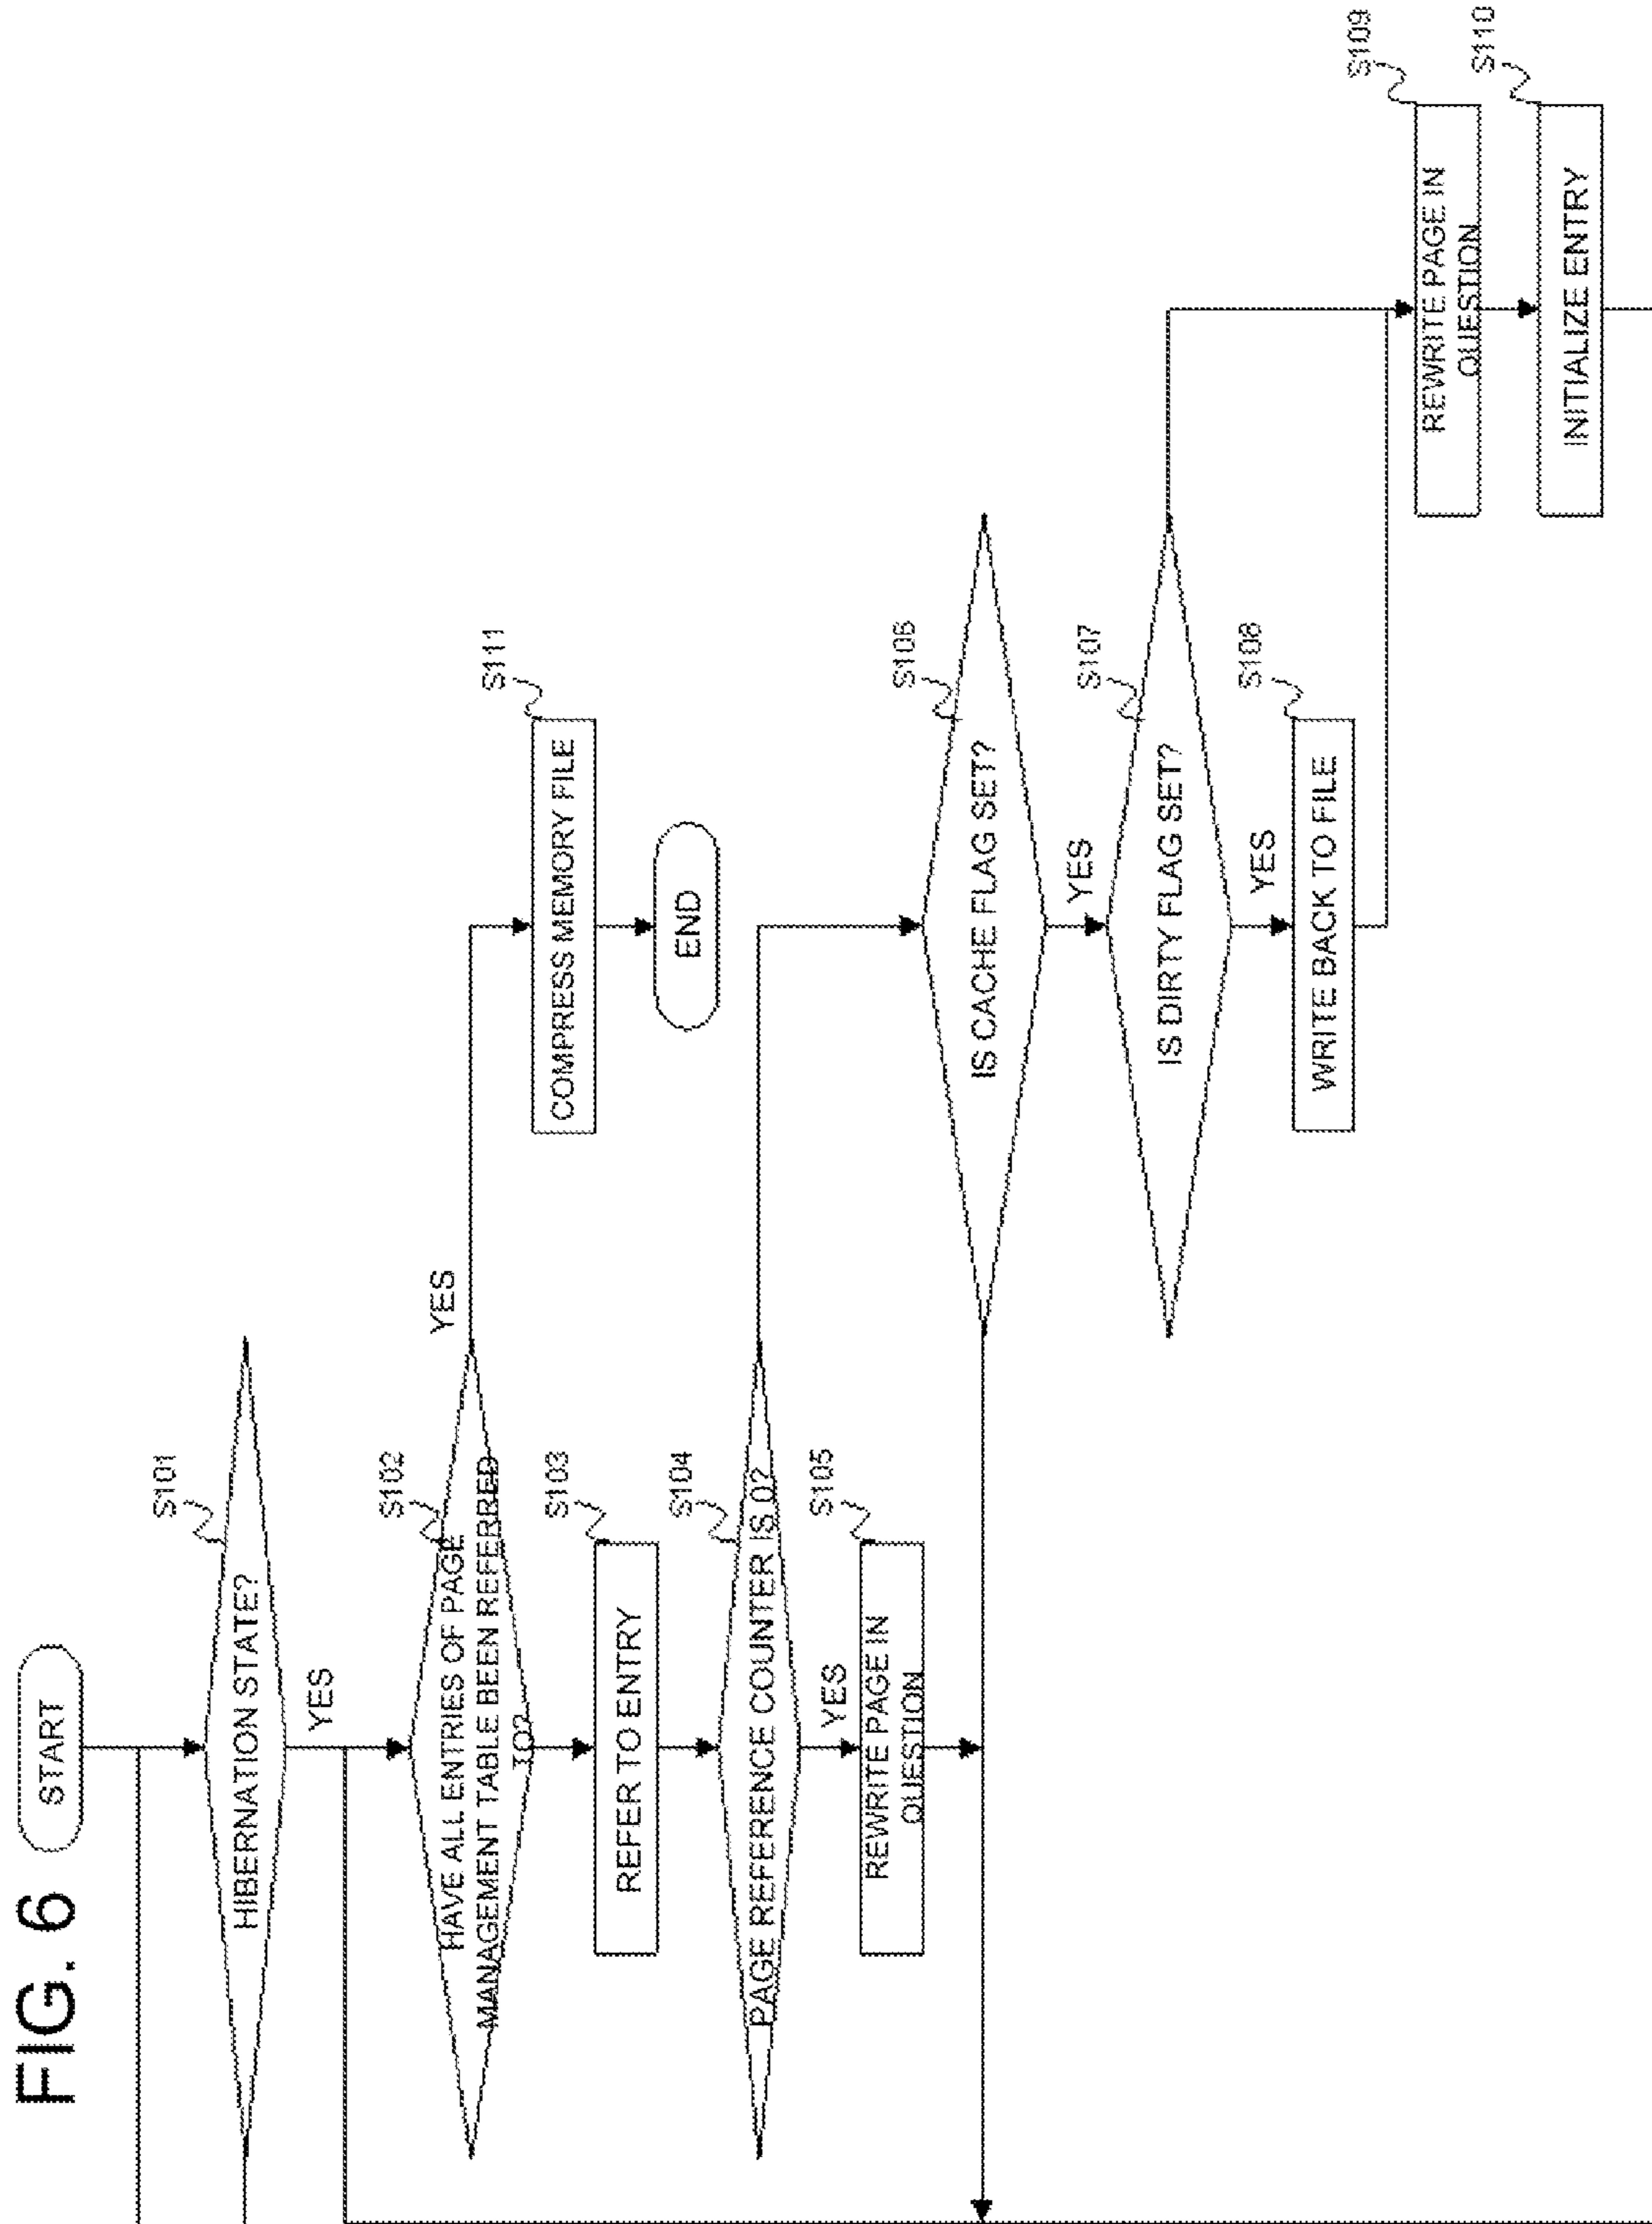 FIG. 6
START
S101
HIBERNATION STATE?
YES
S102
HAVE ALL ENTRIES OF PAGE
MANAGEMENT TABLE BEEN REFERRED
TO?
YES
S111
COMPRESS MEMORY FILE
END
S103
REFER TO ENTRY
S104
PAGE REFERENCE COUNTER IS 0?
YES
S105
REWRITE PAGE IN
QUESTION
S106
IS CACHE FLAG SET?
YES
S107
IS DIRTY FLAG SET?
YES
S108
WRITE BACK TO FILE
S109
REWRITE PAGE IN
QUESTION
S110
INITIALIZE ENTRY